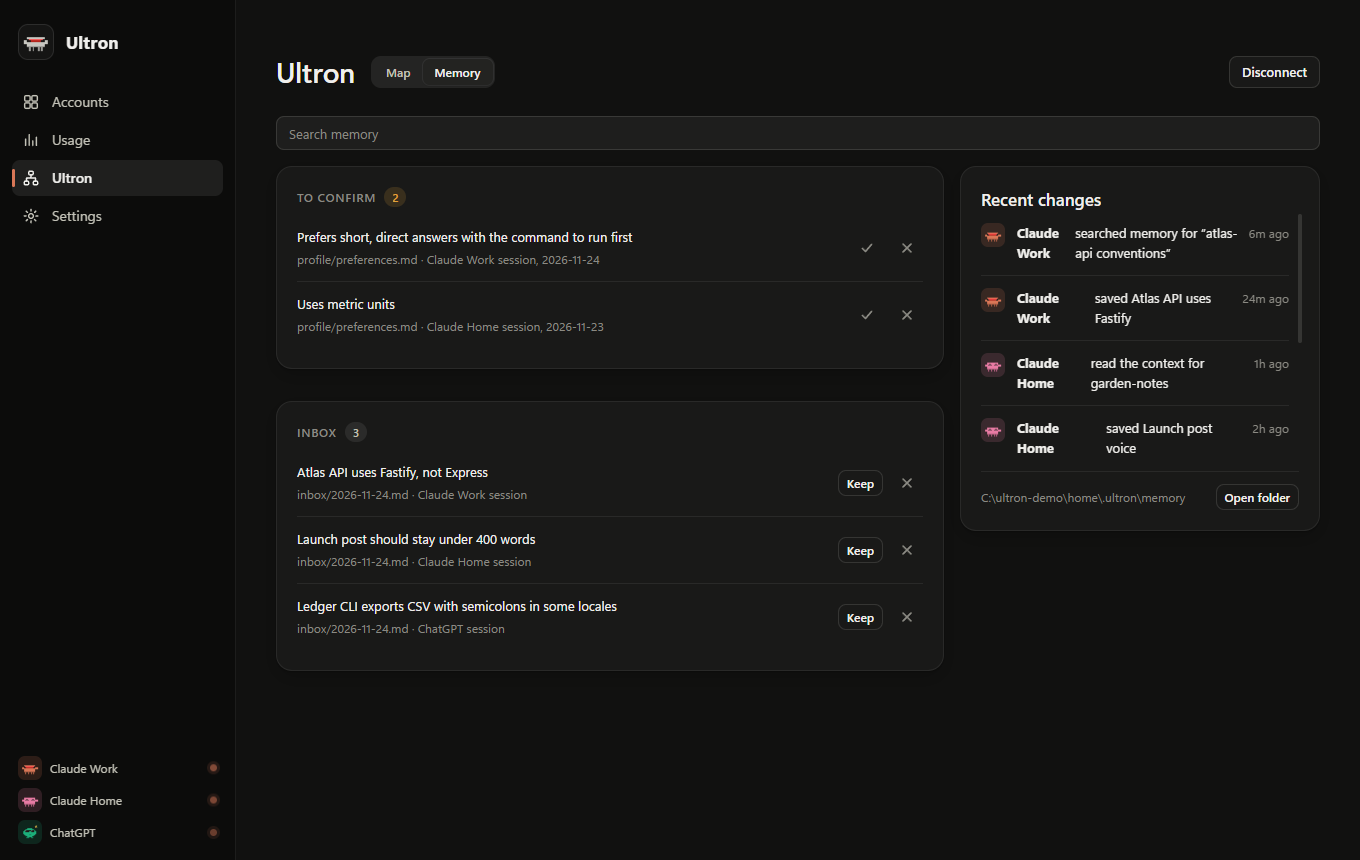 Ultron
Accounts
Usage
Ultron
Settings
Claude Work
Claude Home
ChatGPT
Ultron
Map
Memory
Disconnect
Search memory
TO CONFIRM 2
Prefers short, direct answers with the command to run first
profile/preferences.md · Claude Work session, 2026-11-24
Uses metric units
profile/preferences.md · Claude Home session, 2026-11-23
INBOX 3
Atlas API uses Fastify, not Express
inbox/2026-11-24.md · Claude Work session
Keep
Launch post should stay under 400 words
inbox/2026-11-24.md · Claude Home session
Keep
Ledger CLI exports CSV with semicolons in some locales
inbox/2026-11-24.md · ChatGPT session
Keep
Recent changes
Claude Work
searched memory for “atlas-
api conventions”
6m ago
Claude Work
saved Atlas API uses
Fastify
24m ago
Claude Home
read the context for
garden-notes
1h ago
Claude Home
saved Launch post
voice
2h ago
C:\ultron-demo\home\.ultron\memory
Open folder